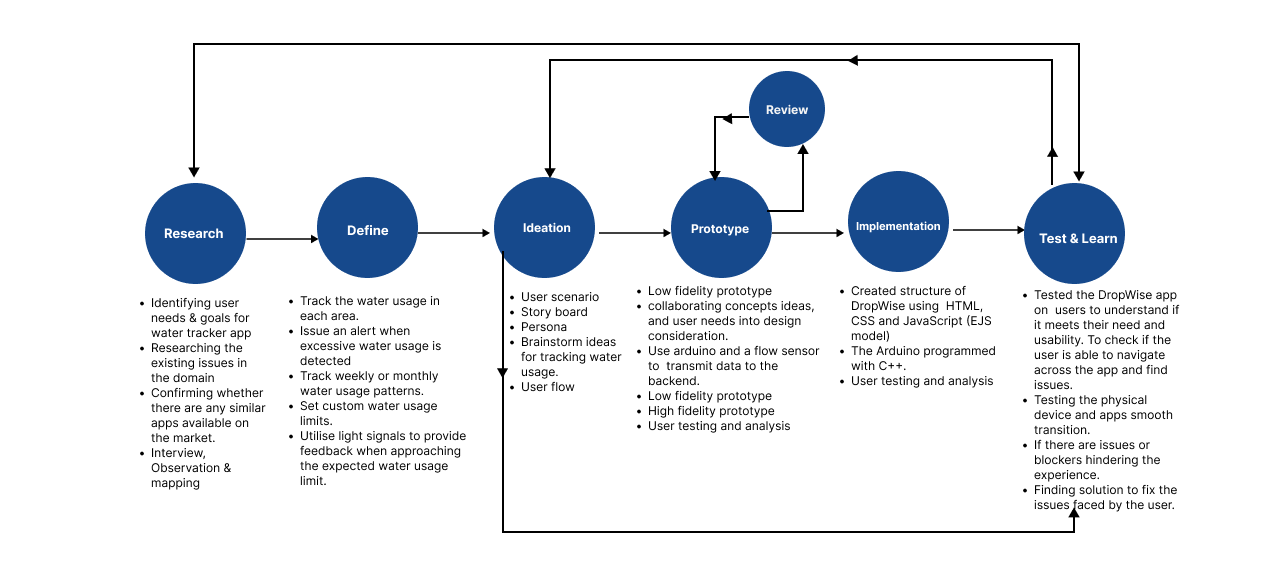 Review
Research
Define
Ideation
Prototype
Implementation
Test & Learn
• Identifying user
needs & goals for
water tracker app
• Researching the
existing issues in
the domain
• Confirming whether
there are any similar
apps available on
the market.
• Interview,
Observation &
mapping
• Track the water usage in
each area.
• Issue an alert when
excessive water usage is
detected
• Track weekly or monthly
water usage patterns.
• Set custom water usage
limits.
• Utilise light signals to provide
feedback when approaching
the expected water usage
limit.
• User scenario
• Story board
• Persona
• Brainstorm ideas
for tracking water
usage.
• User flow
• Low fidelity prototype
• collaborating concepts ideas,
and user needs into design
consideration.
• Use arduino and a flow sensor
to  transmit data to the
backend.
• Low fidelity prototype
• High fidelity prototype
• User testing and analysis
• Created structure of
DropWise using  HTML,
CSS and JavaScript (EJS
model)
• The Arduino programmed
with C++.
• User testing and analysis
• Tested the DropWise app
on  users to understand if
it meets their need and
usability. To check if the
user is able to navigate
across the app and find
issues.
• Testing the physical
device and apps smooth
transition.
• If there are issues or
blockers hindering the
experience.
• Finding solution to fix the
issues faced by the user.